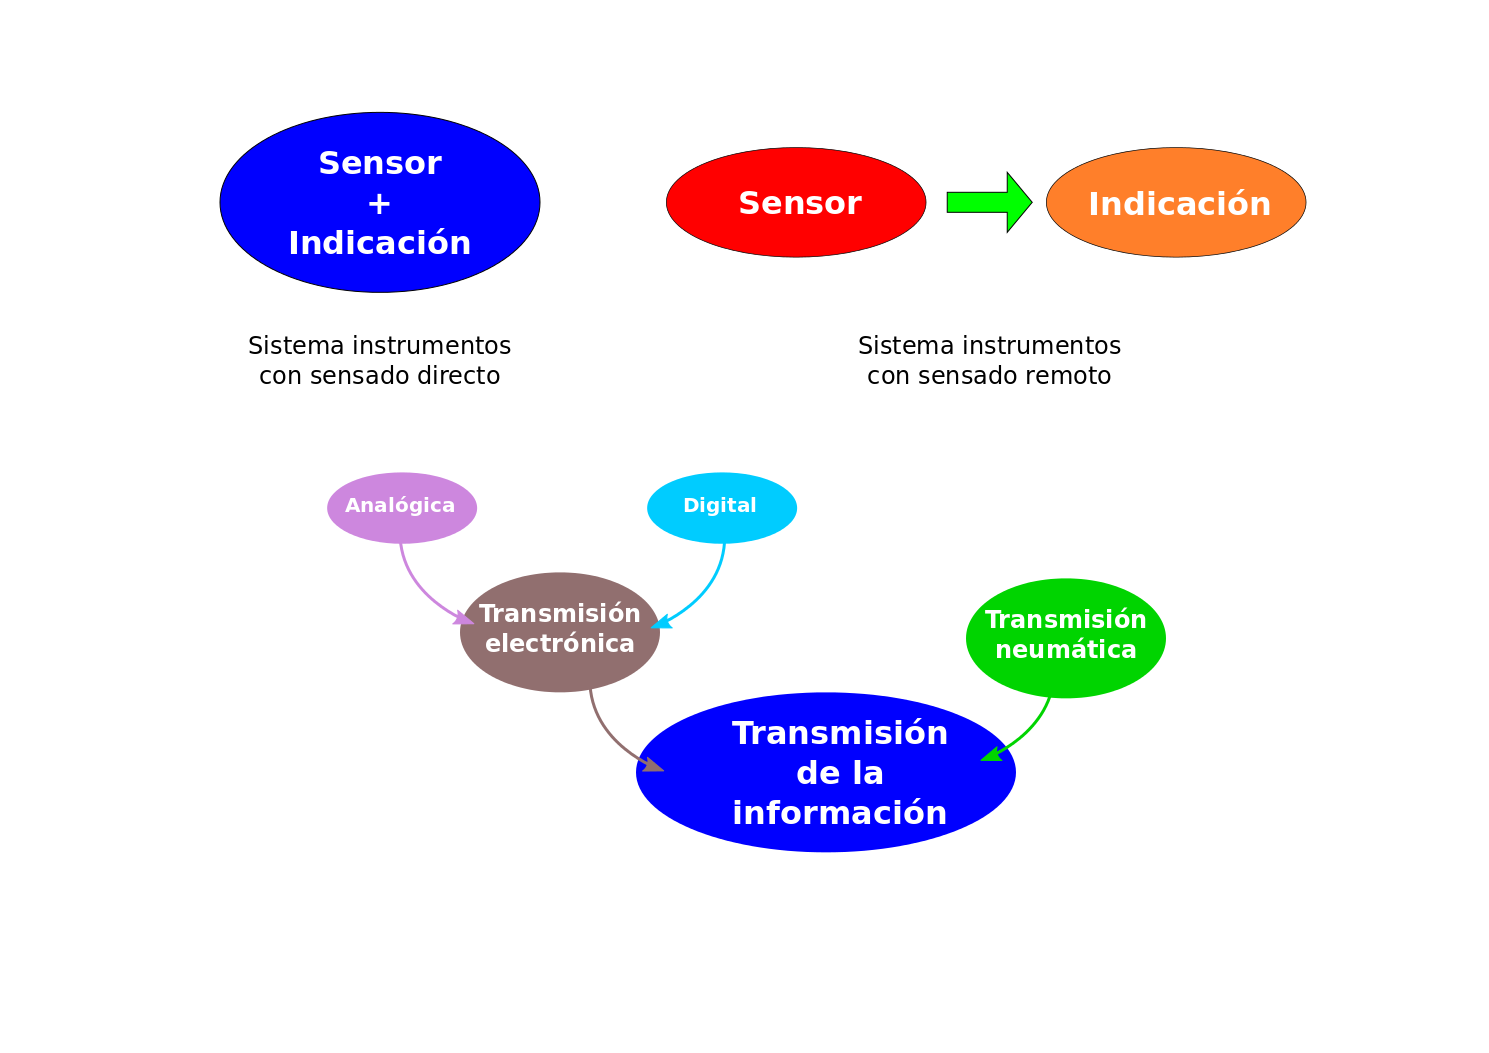 Sensor
+
Indicación
Sensor
Indicación
Sistema instrumentos
con sensado directo
Sistema instrumentos
con sensado remoto
Analógica
Digital
Transmisión
electrónica
Transmisión
neumática
Transmisión
de la
información